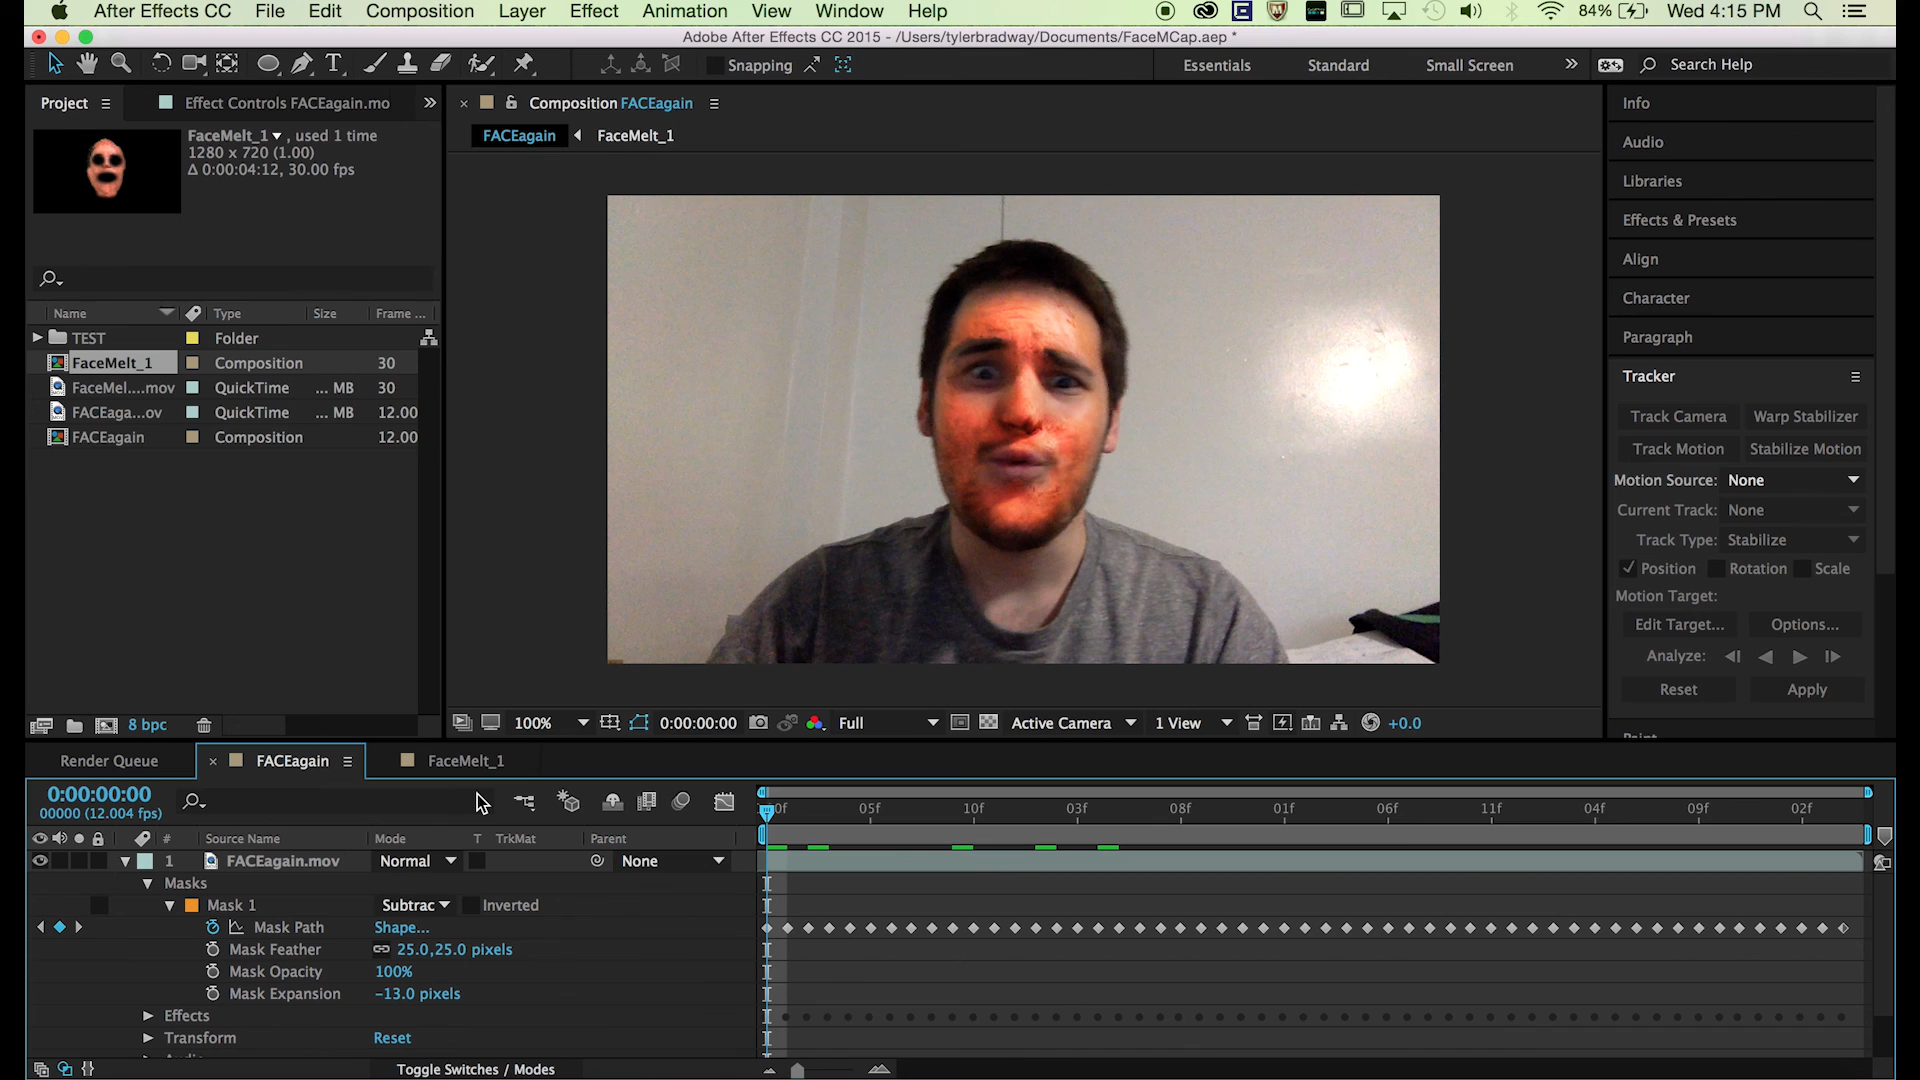 After Effects CC File Edit Composition Layer Effect Animation View Window Help 84% Wed 4:15 PM
Adobe After Effects CC 2015 - /Users/tylerbradway/Documents/FaceMCap.aep *
T Snapping Essentials Standard Small Screen » Search Help
Project Effect Controls FACEagain.mo » × Composition FACEagain Info
FACEagain FaceMelt_1
FaceMelt_1 , used 1 time
1280 x 720 (1.00)
Δ 0:00:04:12, 30.00 fps
Audio
Libraries
Effects & Presets
Align
Character
Paragraph
Name Type Size Frame ...
TEST Folder
FaceMelt_1 Composition 30
FaceMel....mov QuickTime ... MB 30
FACEaga...ov QuickTime ... MB 12.00
FACEagain Composition 12.00
Tracker
Track Camera Warp Stabilizer
Track Motion Stabilize Motion
Motion Source: None
Current Track: None
Track Type: Stabilize
Position Rotation Scale
Motion Target:
Edit Target... Options...
Analyze:
Reset Apply
8 bpc 100% 0:00:00:00 Full Active Camera 1 View +0.0
Render Queue × FACEagain FaceMelt_1
0:00:00:00
00000 (12.004 fps)
05f 10f 03f 08f 01f 06f 11f 04f 09f 02f
# Source Name Mode T TrkMat Parent
1 FACEagain.mov Normal None
Masks
Mask 1 Subtrac Inverted
Mask Path Shape...
Mask Feather 25.0,25.0 pixels
Mask Opacity 100%
Mask Expansion -13.0 pixels
Effects
Transform Reset
Toggle Switches / Modes